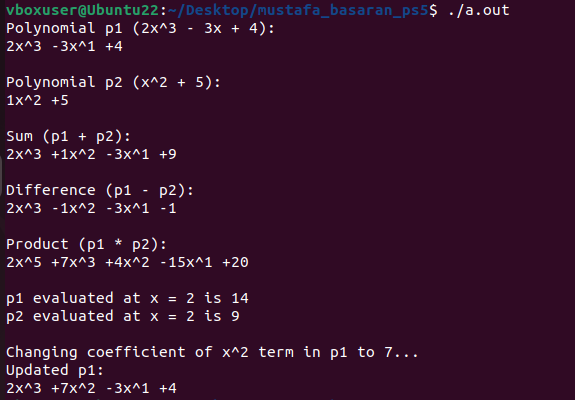 vboxuser@Ubuntu22:~/Desktop/mustafa_basaran_ps5$ ./a.out
Polynomial p1 (2x^3 - 3x + 4):
2x^3 -3x^1 +4
Polynomial p2 (x^2 + 5):
1x^2 +5
Sum (p1 + p2):
2x^3 +1x^2 -3x^1 +9
Difference (p1 - p2):
2x^3 -1x^2 -3x^1 -1
Product (p1 * p2):
2x^5 +7x^3 +4x^2 -15x^1 +20
p1 evaluated at x = 2 is 14
p2 evaluated at x = 2 is 9
Changing coefficient of x^2 term in p1 to 7...
Updated p1:
2x^3 +7x^2 -3x^1 +4